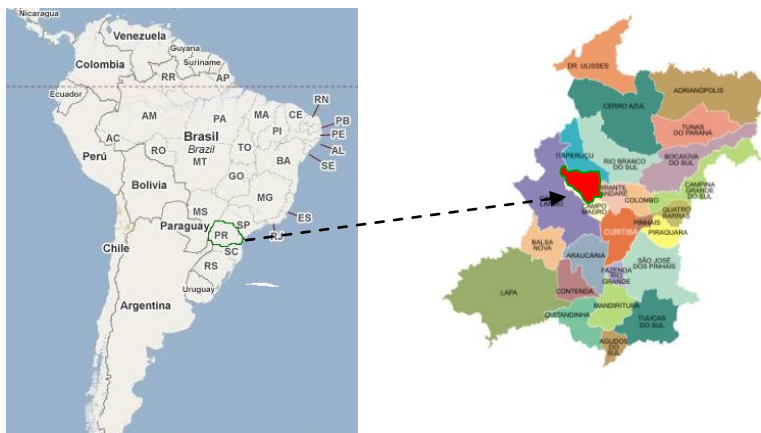 Nicaragua
Venezuela
Guyana
Suriname
Colombia
RR
AP
Ecuador
AM
PA
MA
CE
RN
PB
PE
AL
SE
PI
AC
RO
TO
Brasil
Brazil
MT
BA
Perú
GO
Bolivia
MG
ES
MS
SP
RJ
Paraguay
PR
SC
Chile
RS
Uruguay
Argentina
DR. ULISSES
CERRO AZUL
ADRIANÓPOLIS
TUNAS
DO PARANÁ
ITAPERUÇU
RIO BRANCO
DO SUL
BOCAIÚVA
DO SUL
CAMPINA
GRANDE
DO SUL
COLOMBO
CAMPO
MAGRO
QUATRO
BARRAS
PINHAIS
PIRAQUARA
CURITIBA
BALSA
NOVA
ARAUCÁRIA
SÃO JOSÉ
DOS PINHAIS
FAZENDA
RIO
GRANDE
LAPA
CONTENDA
MANDIRITUBA
QUITANDINHA
TIJUCAS
DO SUL
AGUDOS
DO
SUL